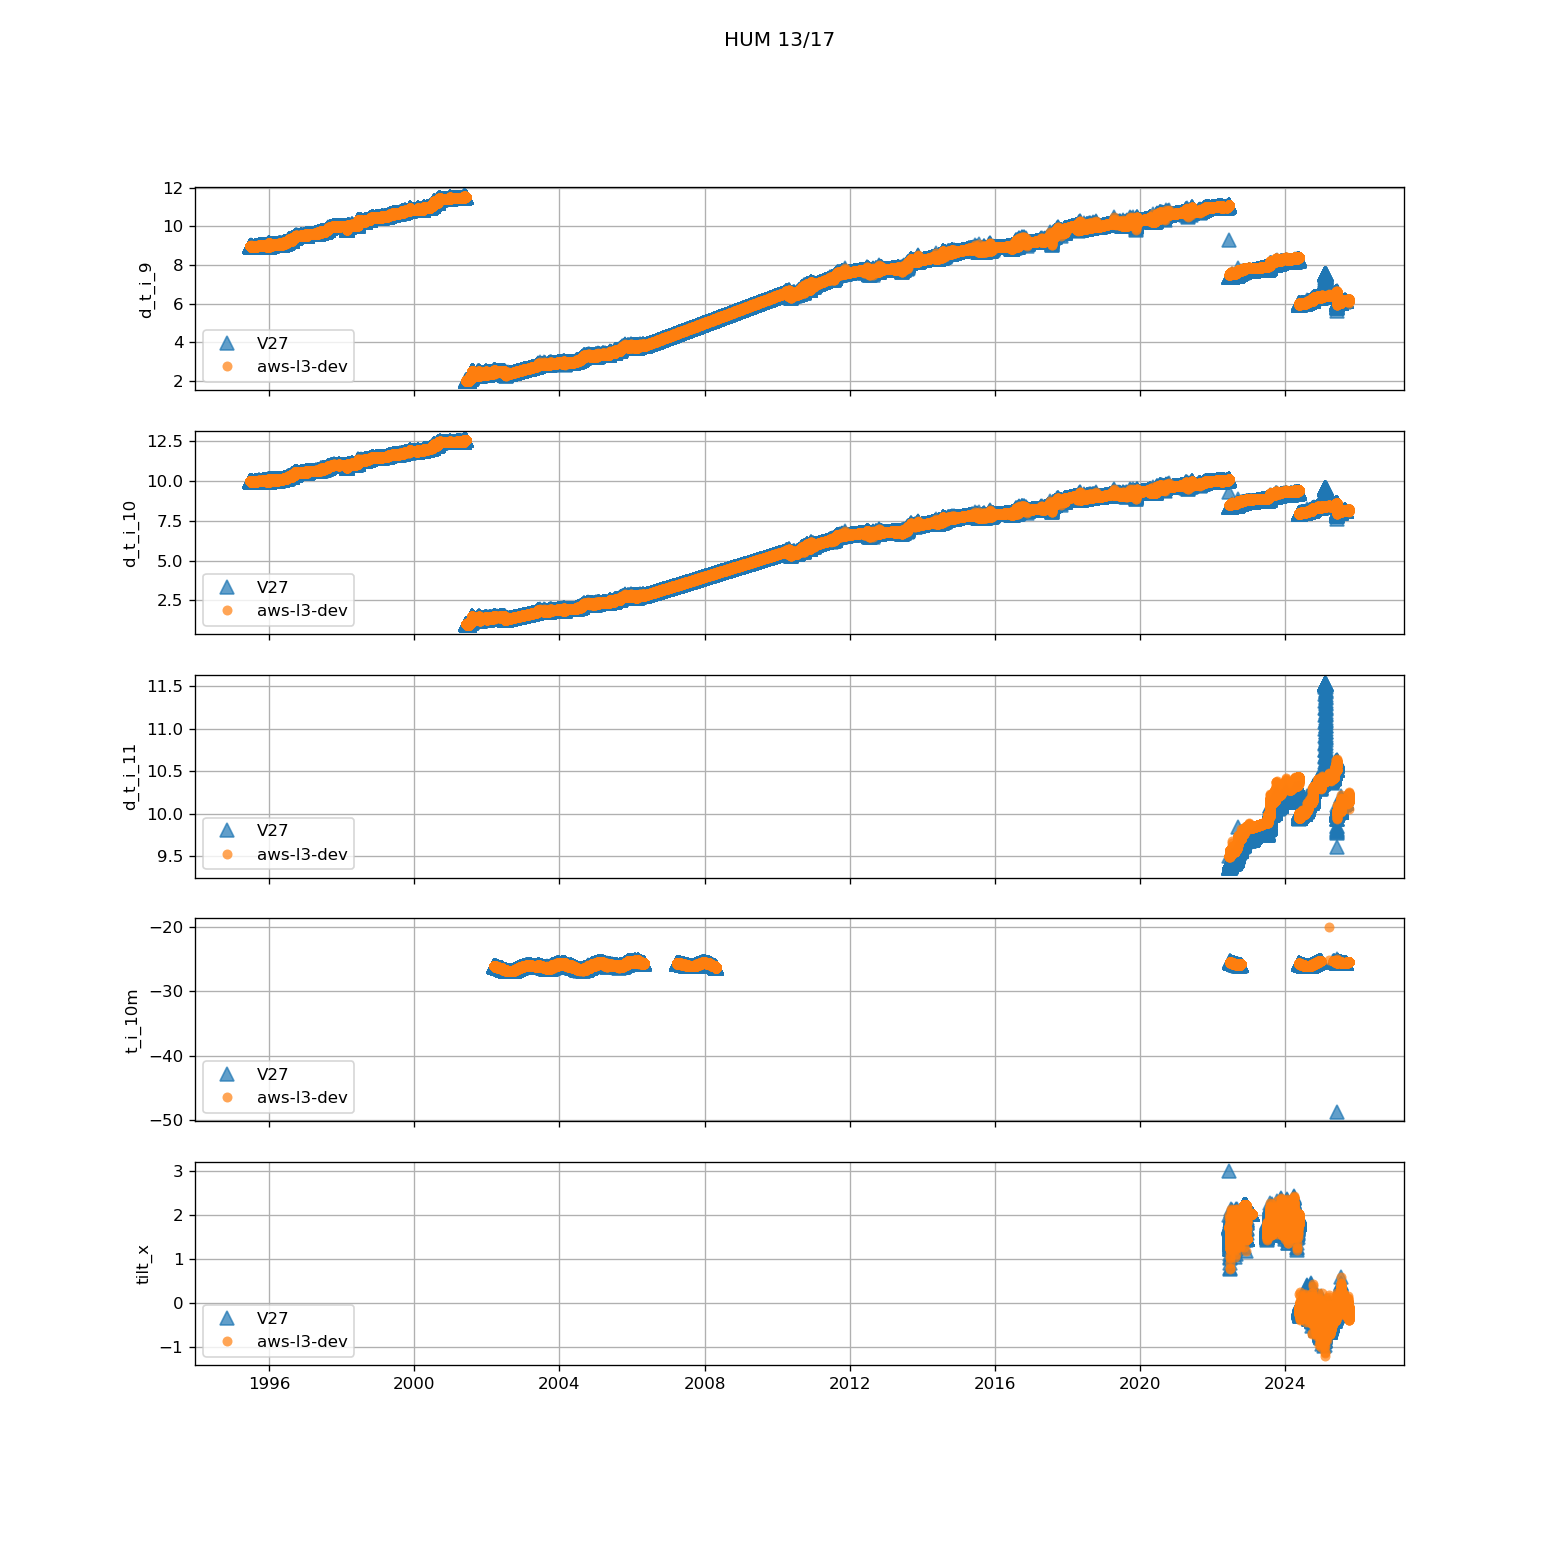 HUM 13/17
12
10
8
6
4
2
d_t_i_9
V27
aws-l3-dev
12.5
10.0
7.5
5.0
2.5
d_t_i_10
V27
aws-l3-dev
11.5
11.0
10.5
10.0
9.5
d_t_i_11
V27
aws-l3-dev
−20
−30
−40
−50
t_i_10m
V27
aws-l3-dev
3
2
1
0
−1
tilt_x
V27
aws-l3-dev
1996 2000 2004 2008 2012 2016 2020 2024